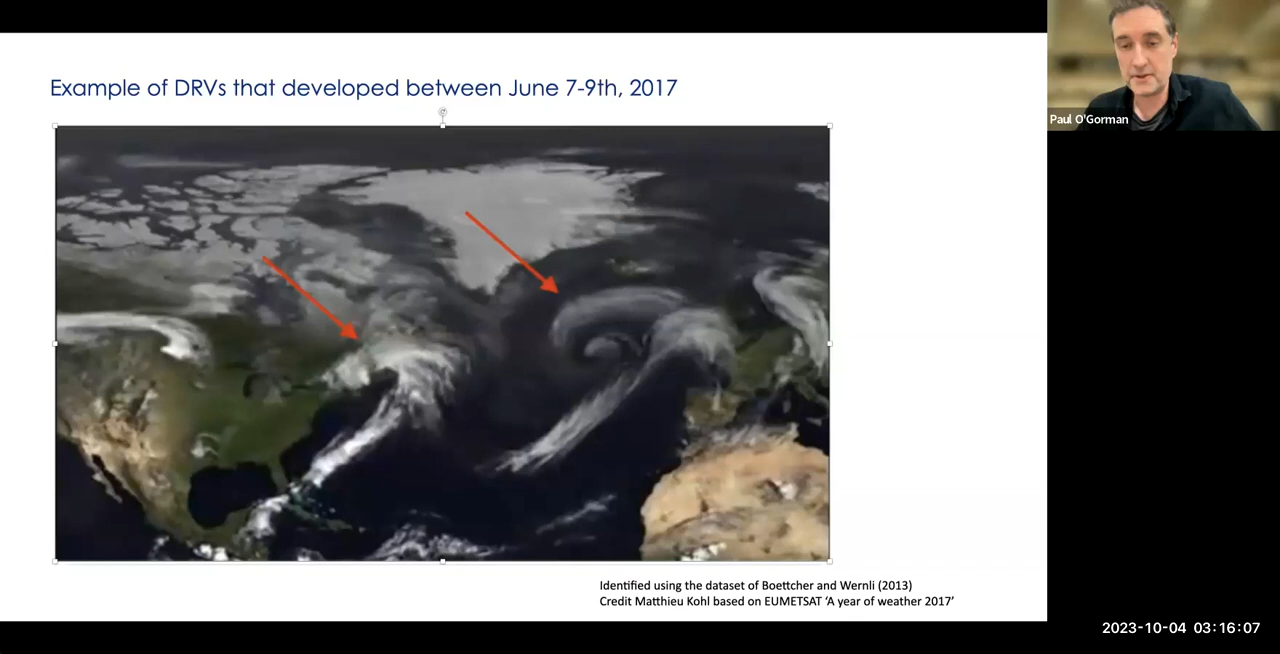 Example of DRVs that developed between June 7-9th, 2017
Paul O'Gorman
Identified using the dataset of Boettcher and Wernli (2013)
Credit Matthieu Kohl based on EUMETSAT ‘A year of weather 2017’
2023-10-04 03:16:07